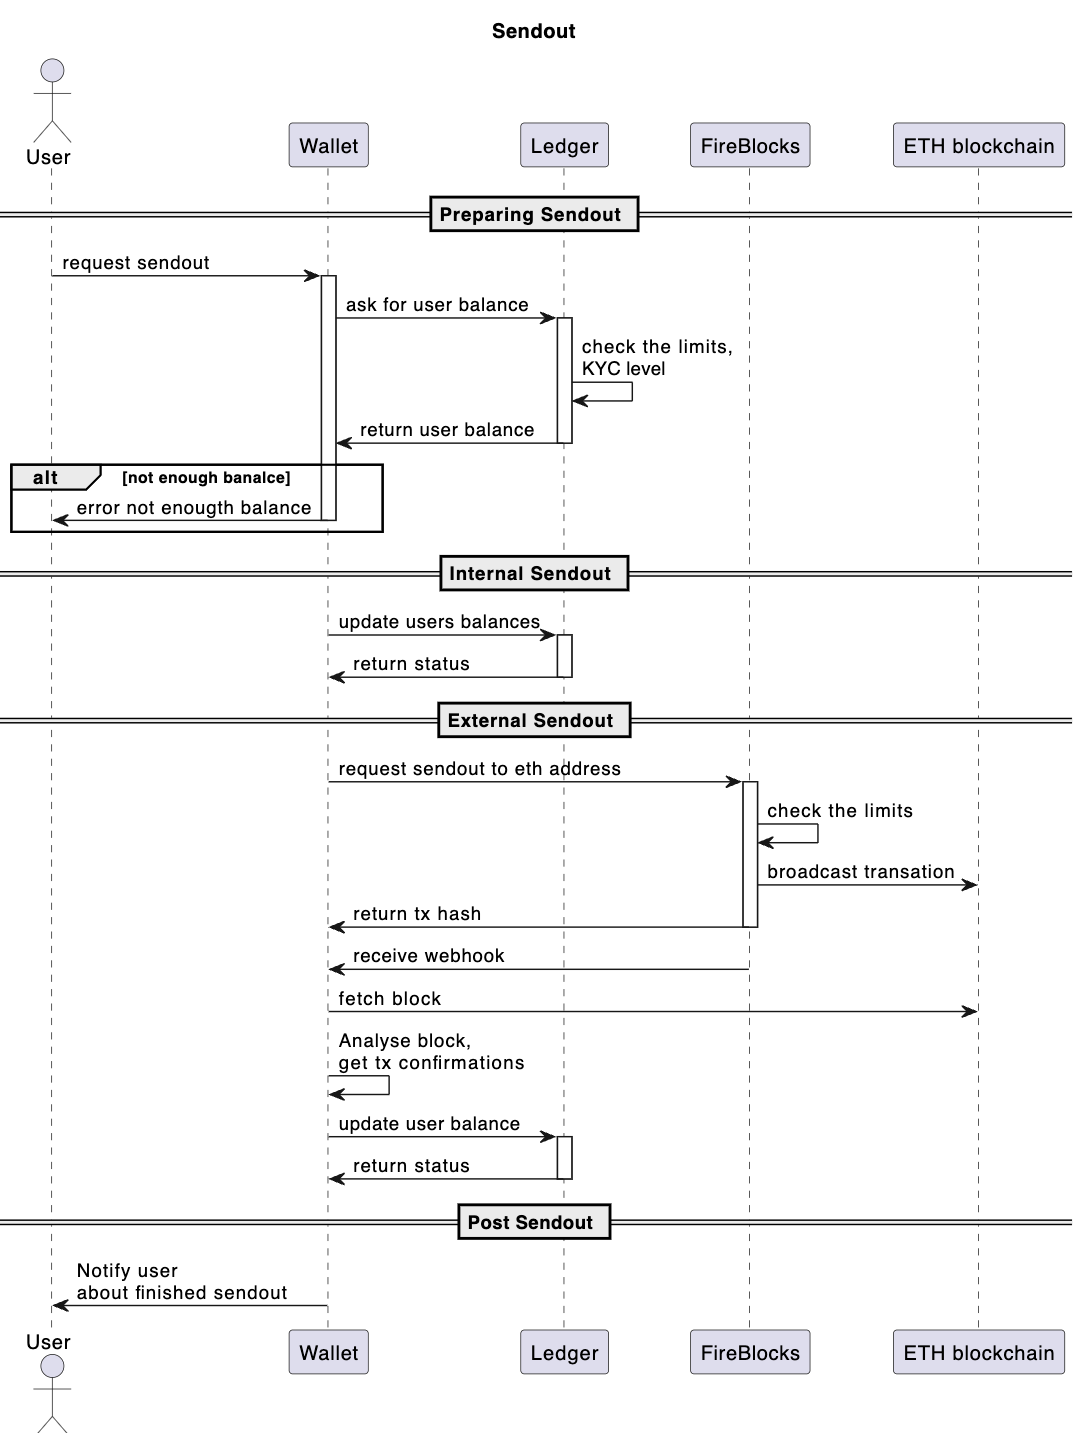 Sendout
User
Wallet
Ledger
FireBlocks
ETH blockchain
Preparing Sendout
request sendout
ask for user balance
check the limits,
KYC level
return user balance
alt
[not enough banalce]
error not enougth balance
Internal Sendout
update users balances
return status
External Sendout
request sendout to eth address
check the limits
broadcast transation
return tx hash
receive webhook
fetch block
Analyse block,
get tx confirmations
update user balance
return status
Post Sendout
Notify user
about finished sendout
User
Wallet
Ledger
FireBlocks
ETH blockchain